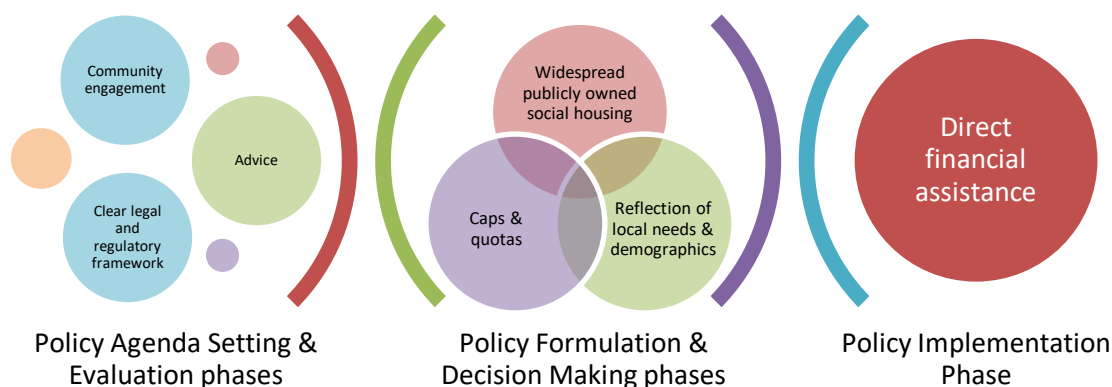 Community
engagement
Advice
Clear legal
and
regulatory
framework
Policy Agenda Setting &
Evaluation phases
Widespread
publicly owned
social housing
Caps &
quotas
Reflection of
local needs &
demographics
Policy Formulation &
Decision Making phases
Direct
financial
assistance
Policy Implementation
Phase